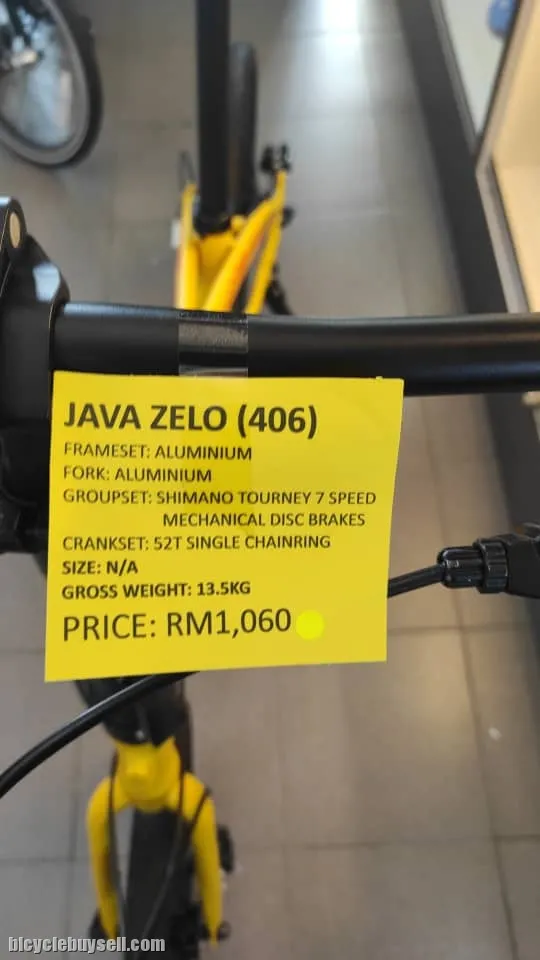 JAVA ZELO (406)
FRAMESET: ALUMINIUM
FORK: ALUMINIUM
GROUPSET: SHIMANO TOURNEY 7 SPEED
MECHANICAL DISC BRAKES
CRANKSET: 52T SINGLE CHAINRING
SIZE: N/A
GROSS WEIGHT: 13.5KG
PRICE: RM1,060
bicyclebuysell.com